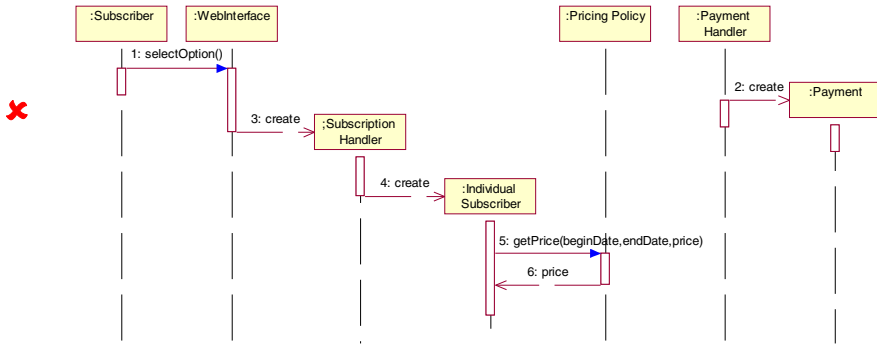 :Subscriber
:WebInterface
:Pricing Policy
:Payment
Handler
1: selectOption()
2: create
:Payment
3: create
;Subscription
Handler
4: create
:Individual
Subscriber
5: getPrice(beginDate,endDate,price)
6: price